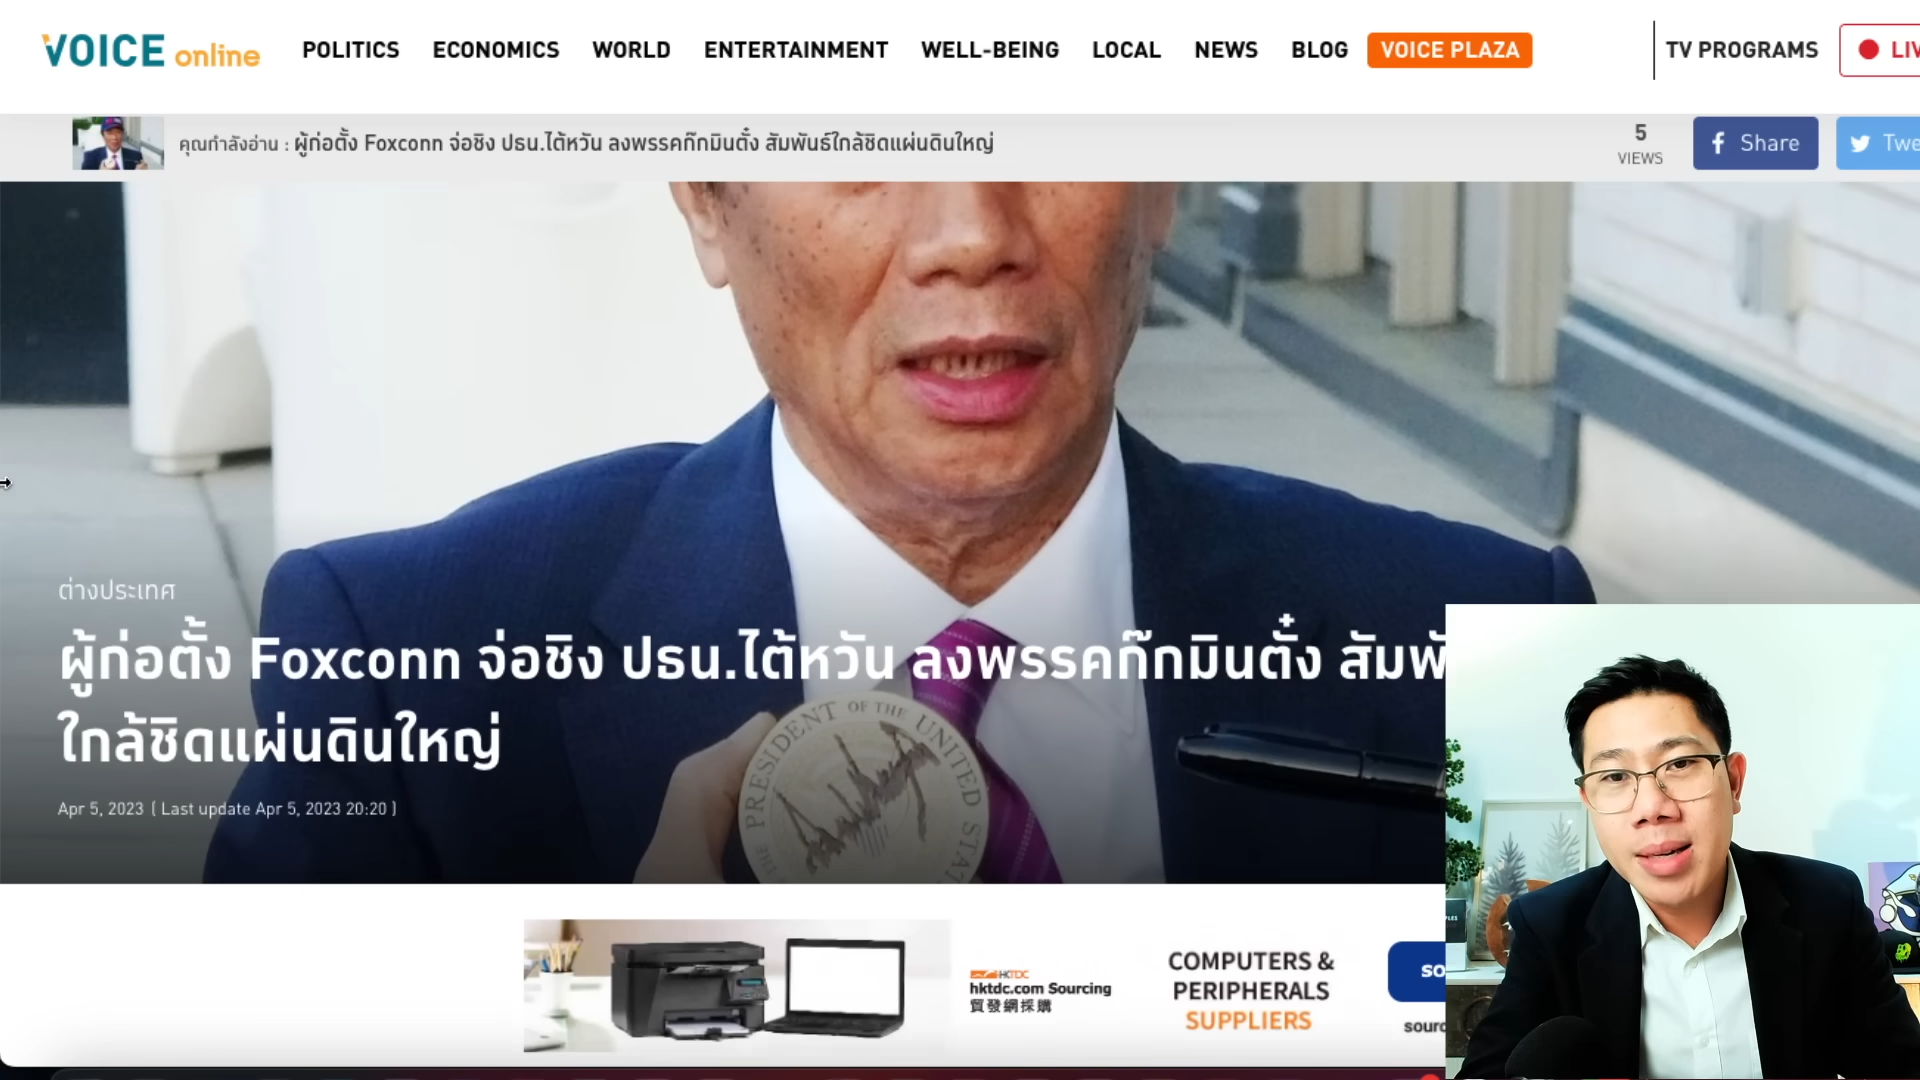 VOICE online
POLITICS ECONOMICS WORLD ENTERTAINMENT WELL-BEING LOCAL NEWS BLOG VOICE PLAZA TV PROGRAMS
คุณกำลังอ่าน : ผู้ก่อตั้ง Foxconn จ่อชิง ปธน.ไต้หวัน ลงพรรคก๊กมินตั๋ง สัมพันธ์ใกล้ชิดแผ่นดินใหญ่
5
VIEWS
Share
ต่างประเทศ
ผู้ก่อตั้ง Foxconn จ่อชิง ปธน.ไต้หวัน ลงพรรคก๊กมินตั๋ง
ใกล้ชิดแผ่นดินใหญ่
Apr 5, 2023 ( Last update Apr 5, 2023 20:20 )
THE PRESIDENT OF THE UNITED
HKTDC
hktdc.com Sourcing
貿發網採購
COMPUTERS &
PERIPHERALS
SUPPLIERS